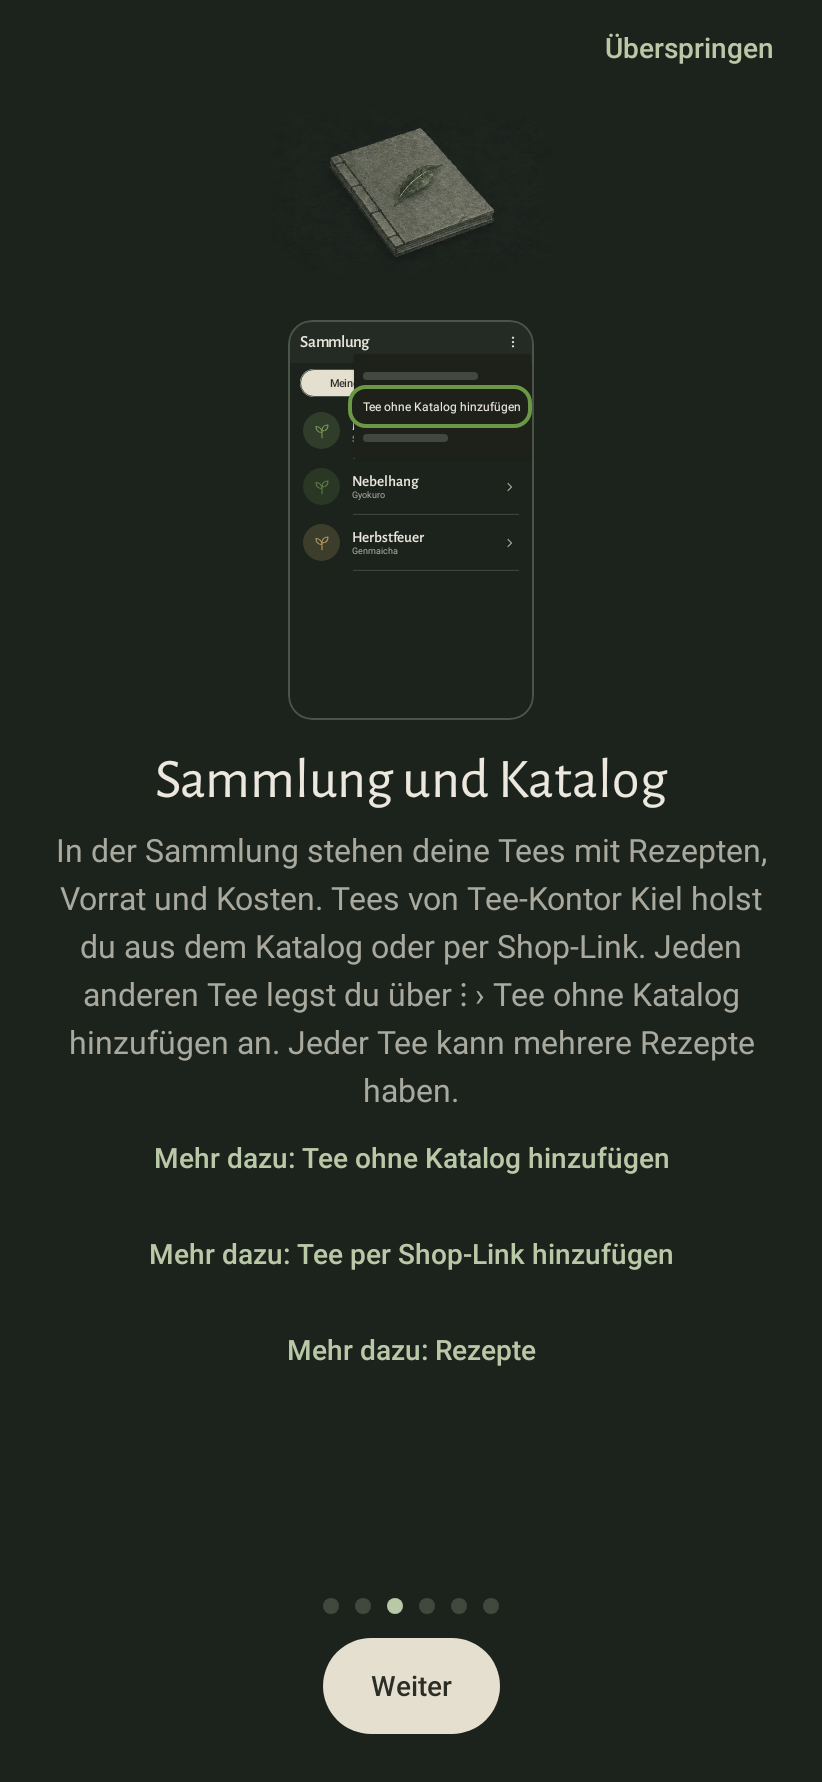 Überspringen
Sammlung
Tee ohne Katalog hinzufügen
Nebelhang
Gyokuro
Herbstfeuer
Genmaicha
Sammlung und Katalog
In der Sammlung stehen deine Tees mit Rezepten,
Vorrat und Kosten. Tees von Tee-Kontor Kiel holst
du aus dem Katalog oder per Shop-Link. Jeden
anderen Tee legst du über ⋮ › Tee ohne Katalog
hinzufügen an. Jeder Tee kann mehrere Rezepte
haben.
Mehr dazu: Tee ohne Katalog hinzufügen
Mehr dazu: Tee per Shop-Link hinzufügen
Mehr dazu: Rezepte
Weiter